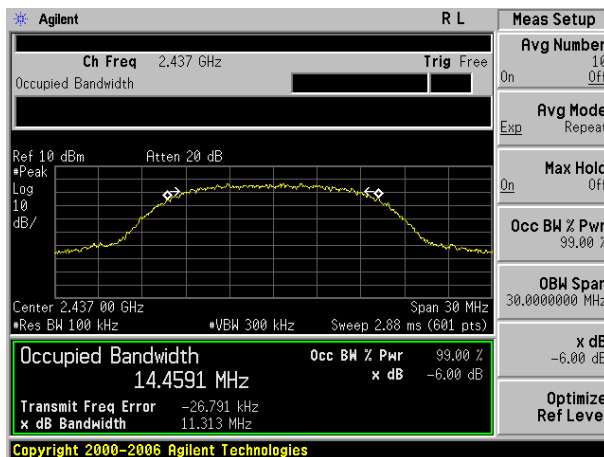 Agilent R L Meas Setup
Ch Freq 2.437 GHz Trig Free
Occupied Bandwidth
Avg Number
10
On Off
Avg Mode
Exp Repeat
Ref 10 dBm Atten 20 dB
#Peak
Log
10
dB/
Max Hold
On Off
Occ BW % Pwr
99.00 %
Center 2.437 00 GHz Span 30 MHz
#Res BW 100 kHz #VBW 300 kHz Sweep 2.88 ms (601 pts)
OBW Span
30.0000000 MHz
Occupied Bandwidth Occ BW % Pwr 99.00 %
14.4591 MHz x dB -6.00 dB
Transmit Freq Error -26.791 kHz
x dB Bandwidth 11.313 MHz
x dB
-6.00 dB
Optimize
Ref Level
Copyright 2000-2006 Agilent Technologies